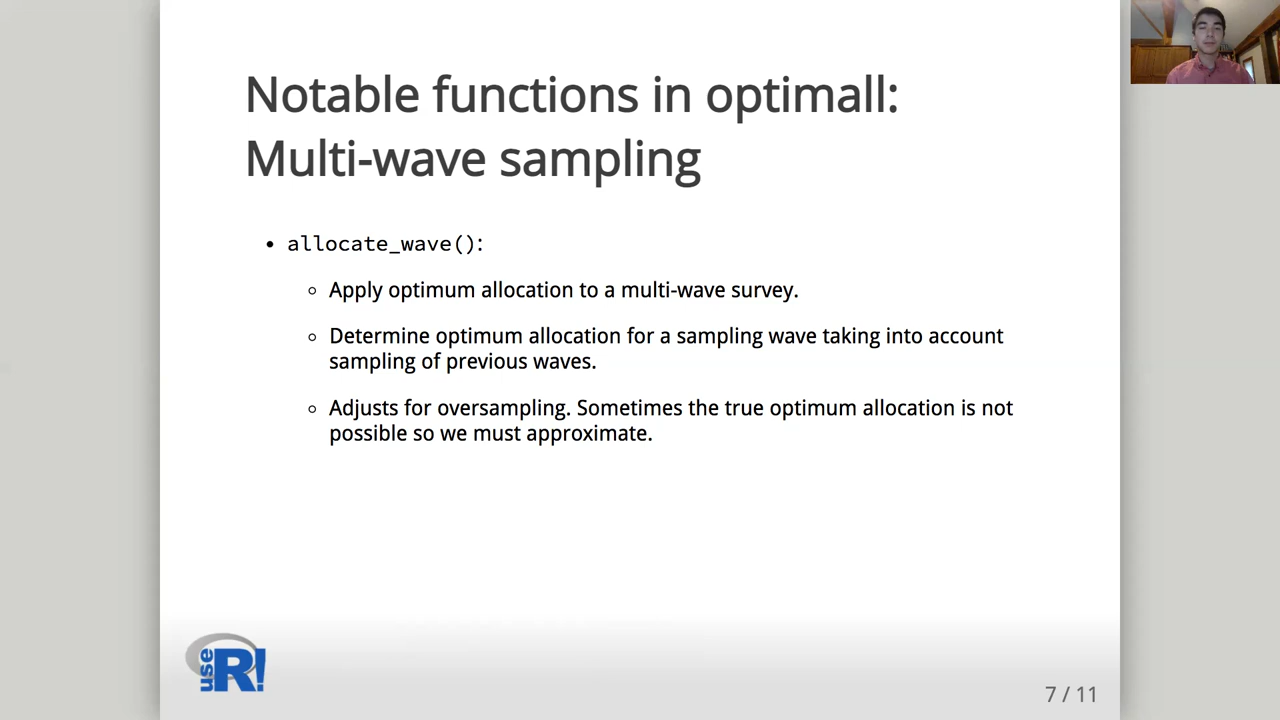 Notable functions in optimall:
Multi-wave sampling
• allocate_wave():
◦ Apply optimum allocation to a multi-wave survey.
◦ Determine optimum allocation for a sampling wave taking into account
sampling of previous waves.
◦ Adjusts for oversampling. Sometimes the true optimum allocation is not
possible so we must approximate.
use R!
7 / 11